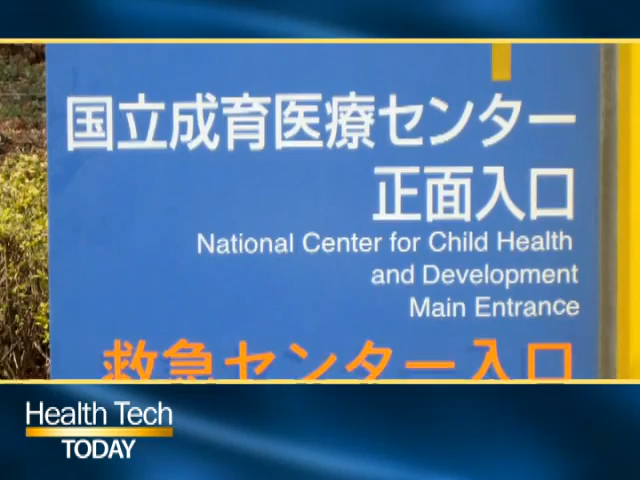 国立成育医療センター
正面入口
National Center for Child Health
and Development
Main Entrance
救急センター入口
Health Tech
TODAY